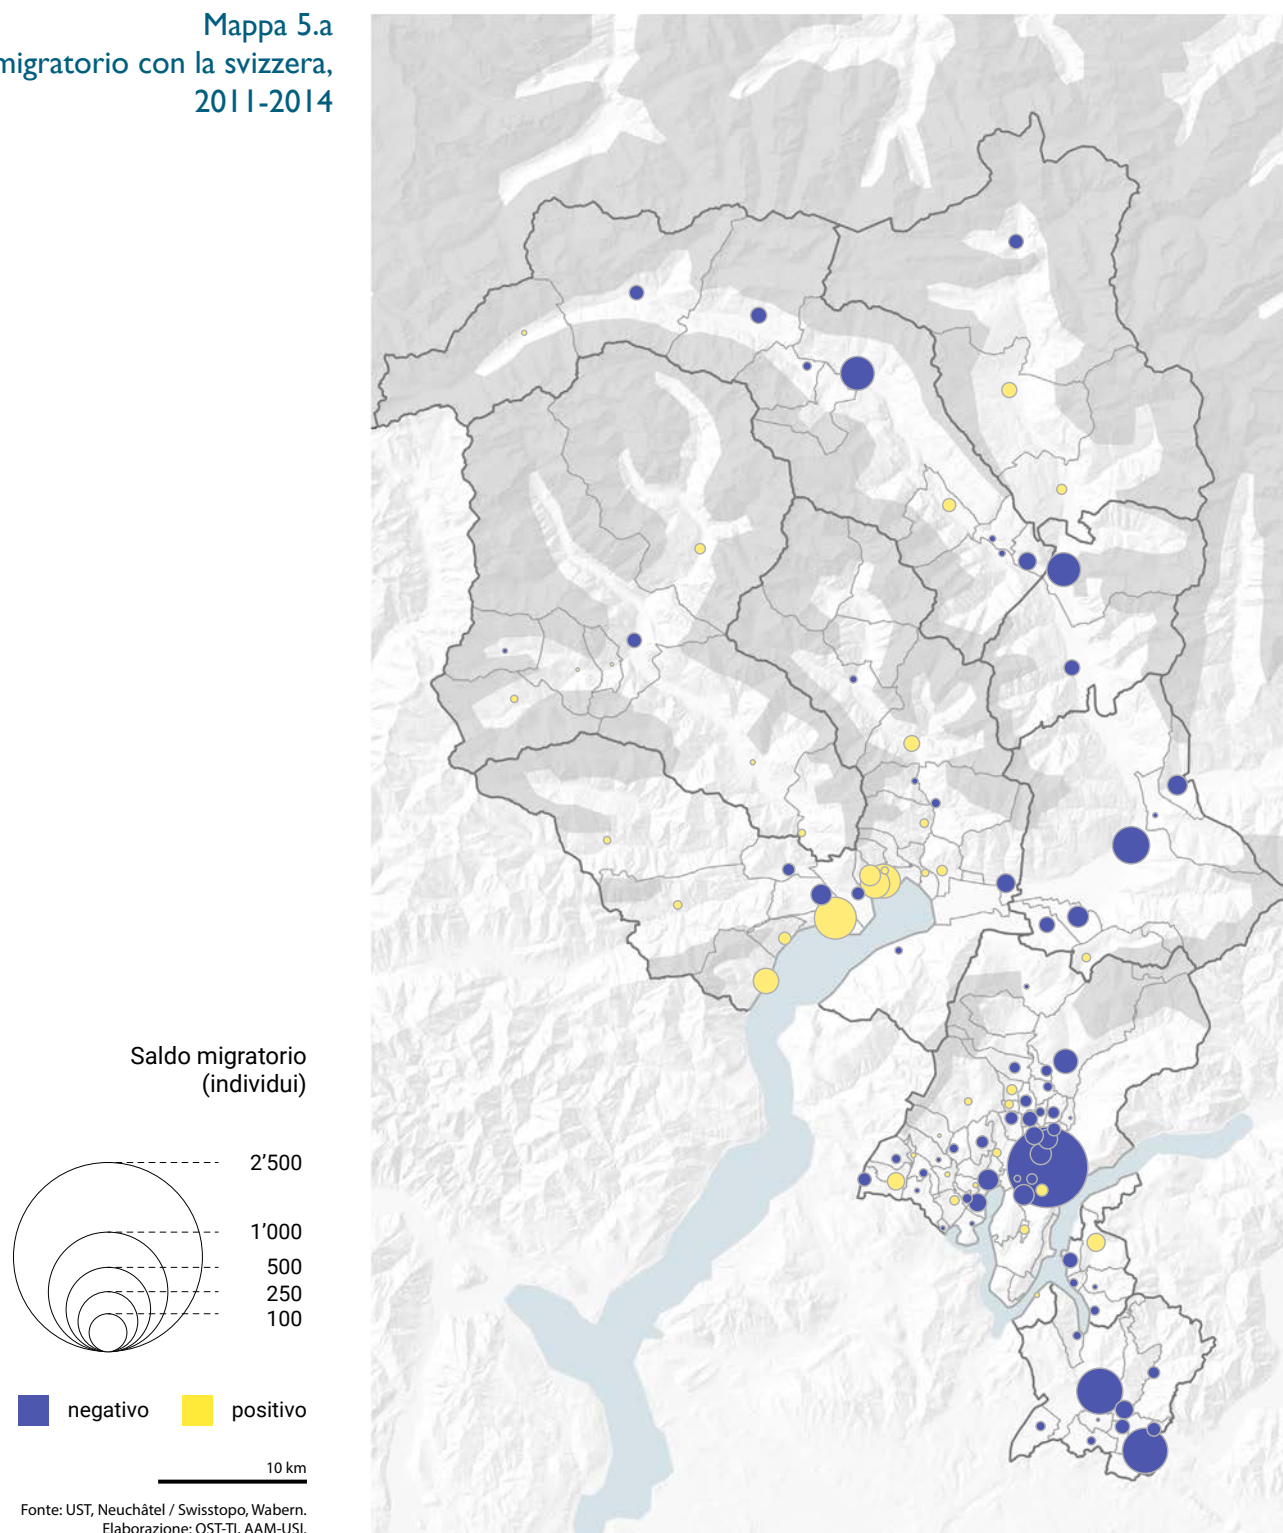 Mappa 5.a
migratorio con la svizzera,
2011-2014
Saldo migratorio
(individui)
2’500
1’000
500
250
100
negativo
positivo
10 km
Fonte: UST, Neuchâtel / Swisstopo, Wabern.
Elaborazione: OST-TI, AAM-USI.